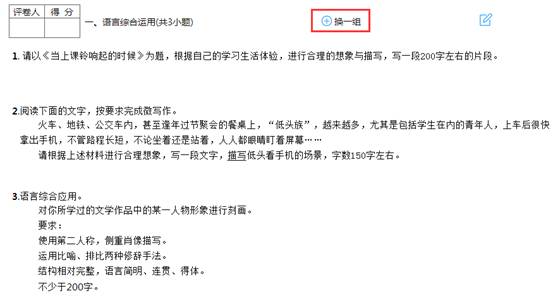 评卷人 得 分
一、语言综合运用(共3小题)
换一组
1. 请以《当上课铃响起的时候》为题，根据自己的学习生活体验，进行合理的想象与描写，写一段200字左右的片段。
2.阅读下面的文字，按要求完成微写作。
火车、地铁、公交车内，甚至逢年过节聚会的餐桌上，“低头族”，越来越多，尤其是包括学生在内的青年人，上车后很快
拿出手机，不管路程长短，不论坐着还是站着，人人都眼睛盯着屏幕……
请根据上述材料进行合理想象，写一段文字，描写低头看手机的场景，字数150字左右。
3.语言综合应用。
对你所学过的文学作品中的某一人物形象进行刻画。
要求：
使用第二人称，侧重肖像描写。
运用比喻、排比两种修辞手法。
结构相对完整，语言简明、连贯、得体。
不少于200字。